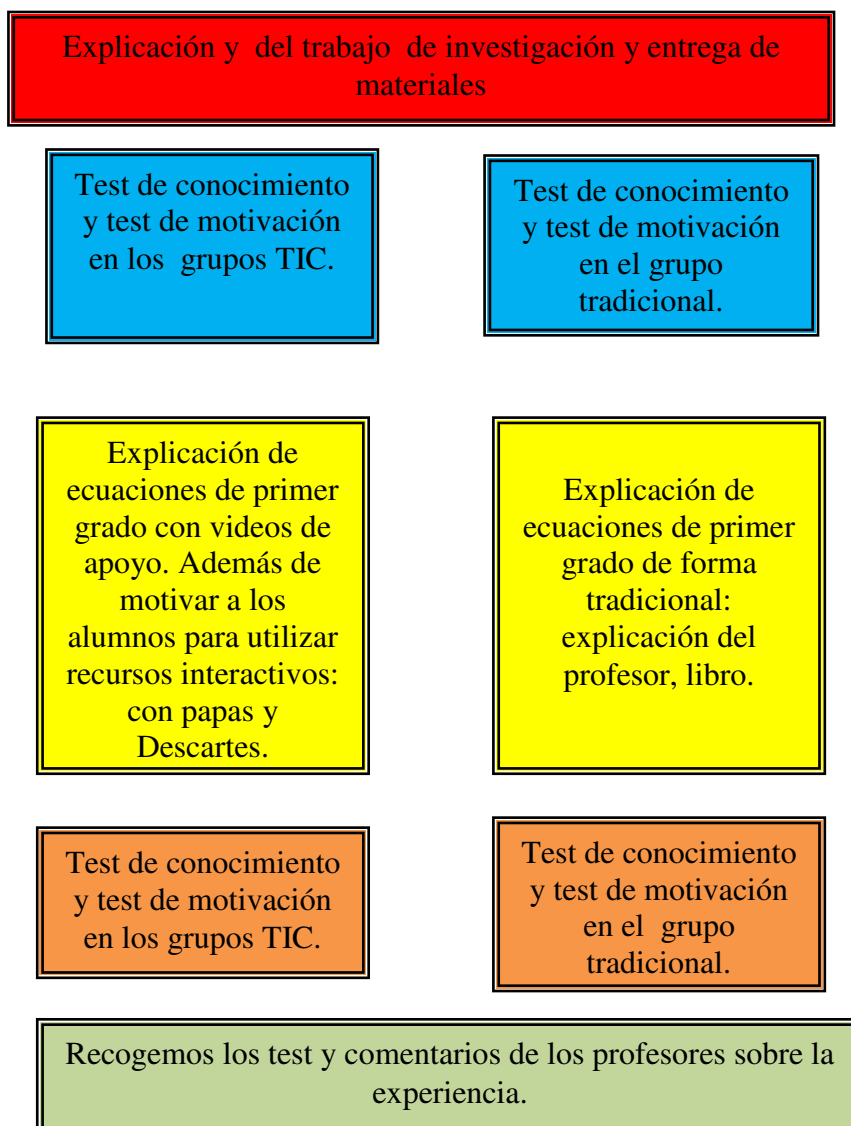 Explicación y  del trabajo  de investigación y entrega de
materiales
Test de conocimiento
y test de motivación
en los  grupos TIC.
Test de conocimiento
y test de motivación
en el grupo
tradicional.
Explicación de
ecuaciones de primer
grado con videos de
apoyo. Además de
motivar a los
alumnos para utilizar
recursos interactivos:
con papas y
Descartes.
Explicación de
ecuaciones de primer
grado de forma
tradicional:
explicación del
profesor, libro.
Test de conocimiento
y test de motivación
en los grupos TIC.
Test de conocimiento
y test de motivación
en el  grupo
tradicional.
Recogemos los test y comentarios de los profesores sobre la
experiencia.